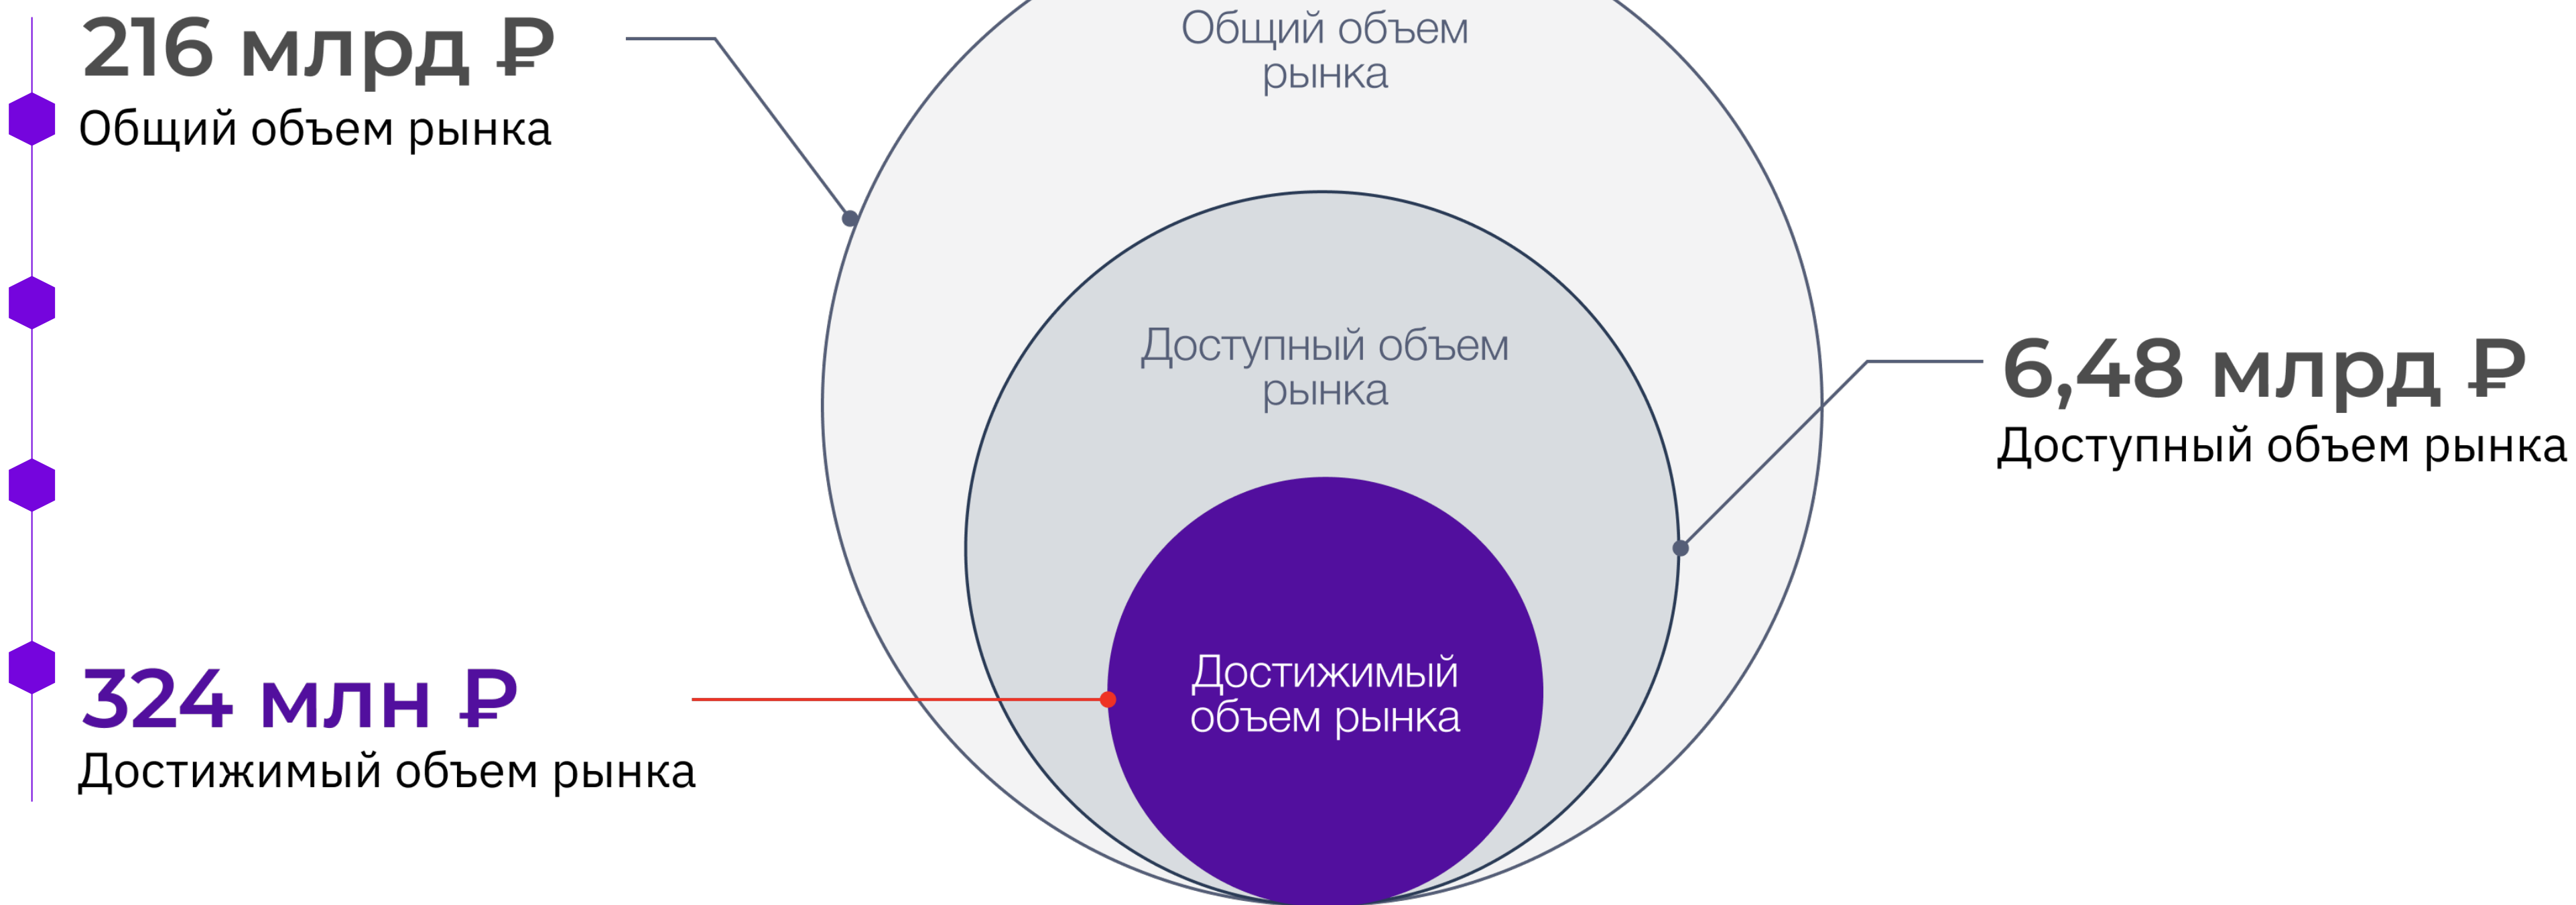 216 млрд ₽
Общий объем рынка
Общий объем
рынка
Доступный объем
рынка
6,48 млрд ₽
Доступный объем рынка
324 млн ₽
Достижимый объем рынка
Достижимый
объем рынка